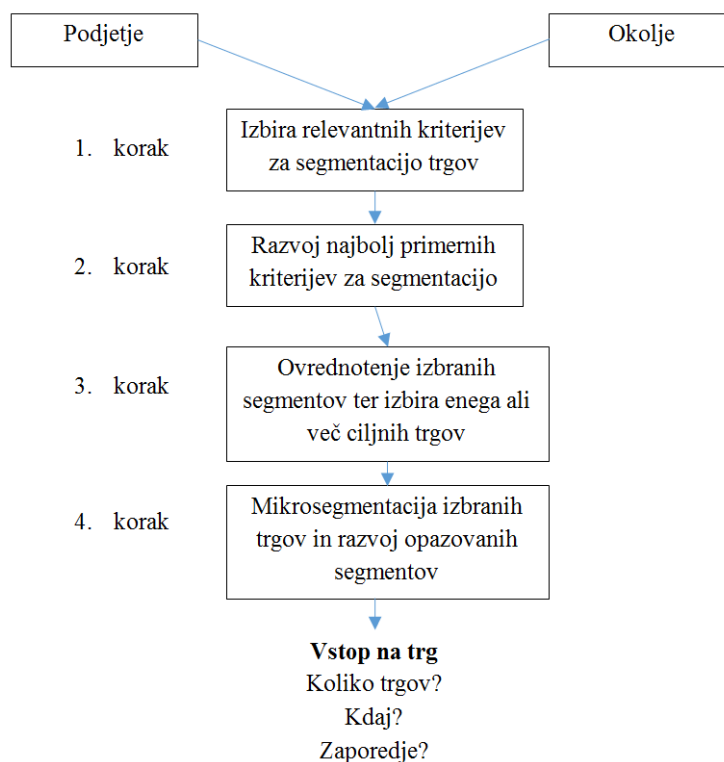 Podjetje
Okolje
1. korak
Izbira relevantnih kriterijev
za segmentacijo trgov
2. korak
Razvoj najbolj primernih
kriterijev za segmentacijo
3. korak
Ovrednotenje izbranih
segmentov ter izbira enega ali
več ciljnih trgov
4. korak
Mikrosegmentacija izbranih
trgov in razvoj opazovanih
segmentov
Vstop na trg
Koliko trgov?
Kdaj?
Zaporedje?